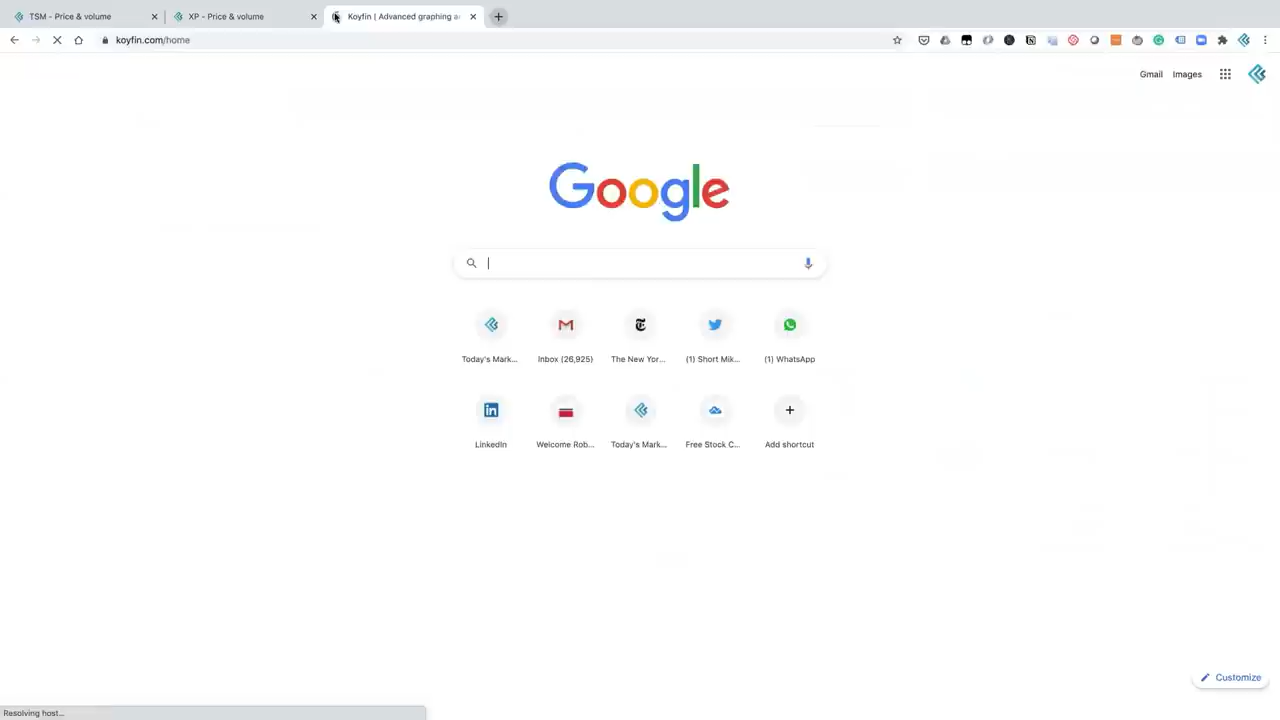 TSM - Price & volume
XP - Price & volume
Koyfin | Advanced graphing a
koyfin.com/home
Gmail
Images
Google
Today's Mark...
Inbox (26,925)
The New Yor...
(1) Short Mik...
(1) WhatsApp
LinkedIn
Welcome Rob...
Today's Mark...
Free Stock C...
Add shortcut
Customize
Resolving host...